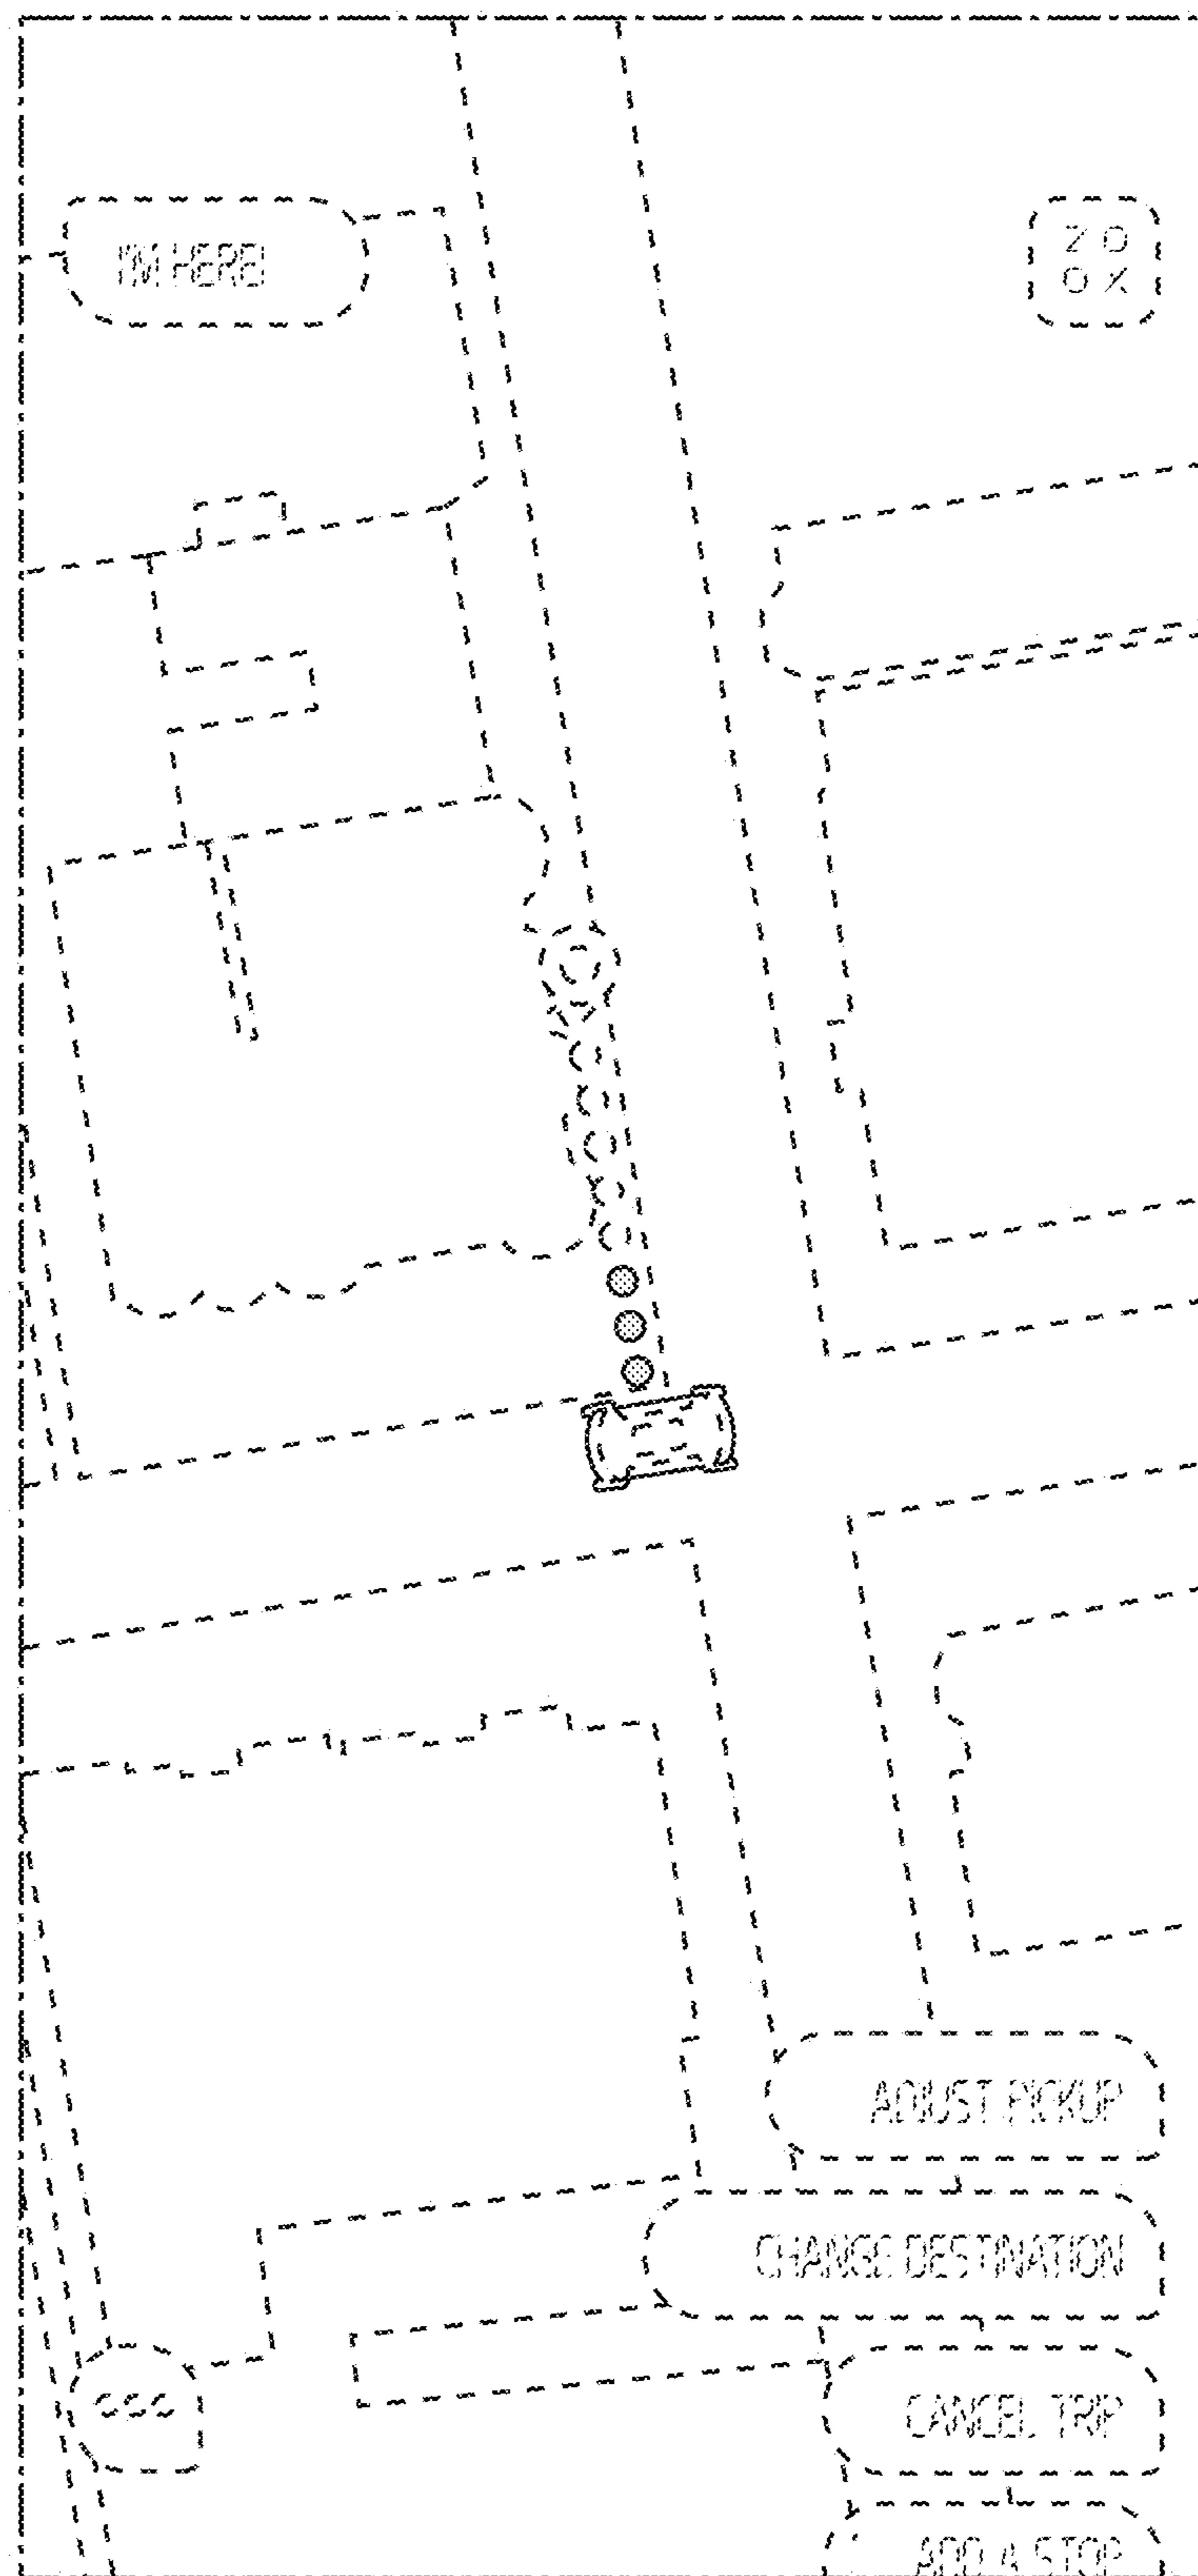 I'M HERE
Z O
O X
ADJUST PICKUP
CHANGE DESTINATION
CANCEL TRIP
ADD A STOP